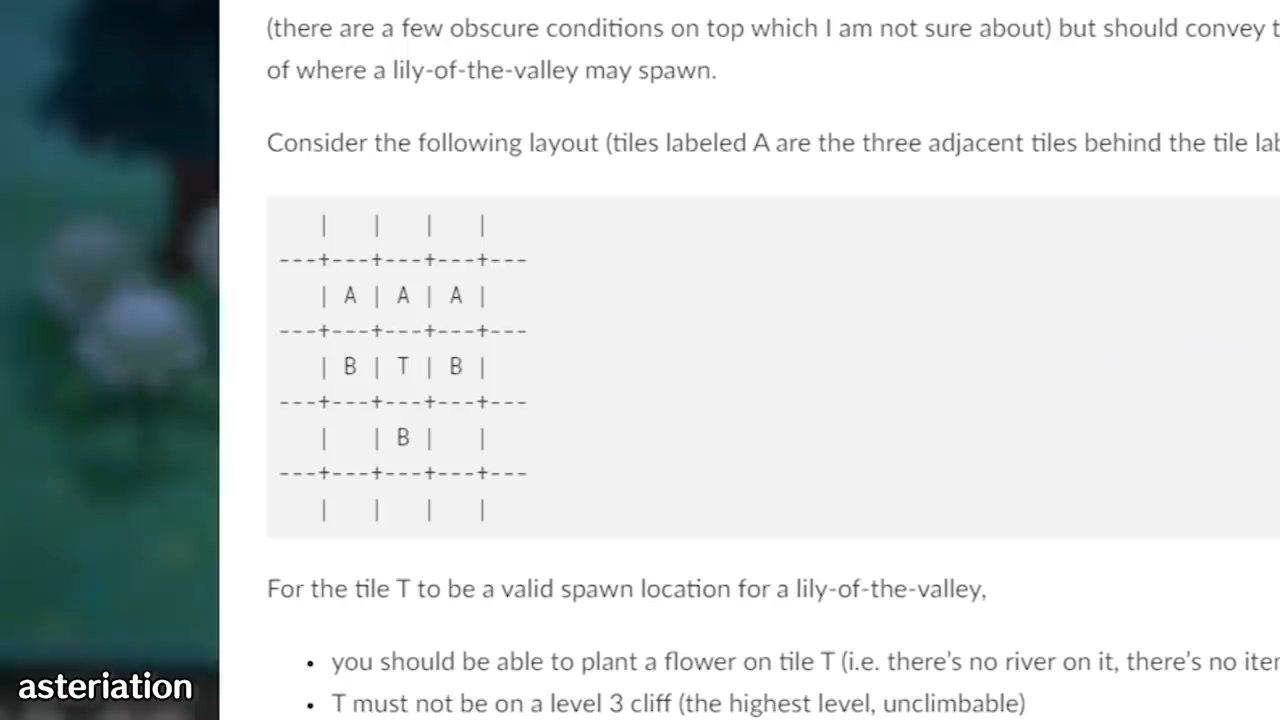 (there are a few obscure conditions on top which I am not sure about) but should convey t
of where a lily-of-the-valley may spawn.
Consider the following layout (tiles labeled A are the three adjacent tiles behind the tile lab
| | | |
---+---+---+---+---
| A | A | A |
---+---+---+---+---
| B | T | B |
---+---+---+---+---
| | B | |
---+---+---+---+---
| | | |
For the tile T to be a valid spawn location for a lily-of-the-valley,
• you should be able to plant a flower on tile T (i.e. there's no river on it, there's no iter
• T must not be on a level 3 cliff (the highest level, unclimbable)
asteriation